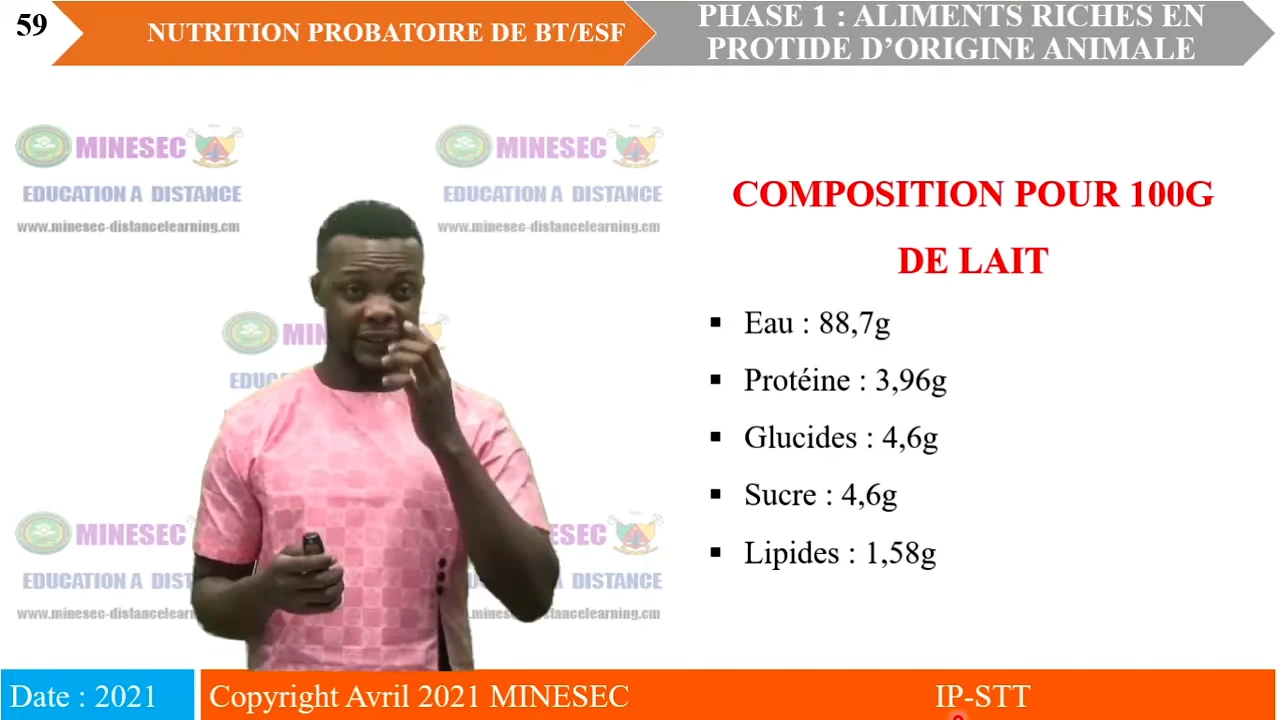 59
NUTRITION PROBATOIRE DE BT/ESF
PHASE 1 : ALIMENTS RICHES EN
PROTIDE D’ORIGINE ANIMALE
MINESEC
EDUCATION A DISTANCE
www.minesec-distancelearning.cm
MINESEC
EDUCATION A DISTANCE
www.minesec-distancelearning.cm
COMPOSITION POUR 100G
DE LAIT
▪ Eau : 88,7g
▪ Protéine : 3,96g
▪ Glucides : 4,6g
▪ Sucre : 4,6g
▪ Lipides : 1,58g
MINESEC
EDUCATION A
DISTANCE
Date : 2021
Copyright Avril 2021 MINESEC
IP-STT